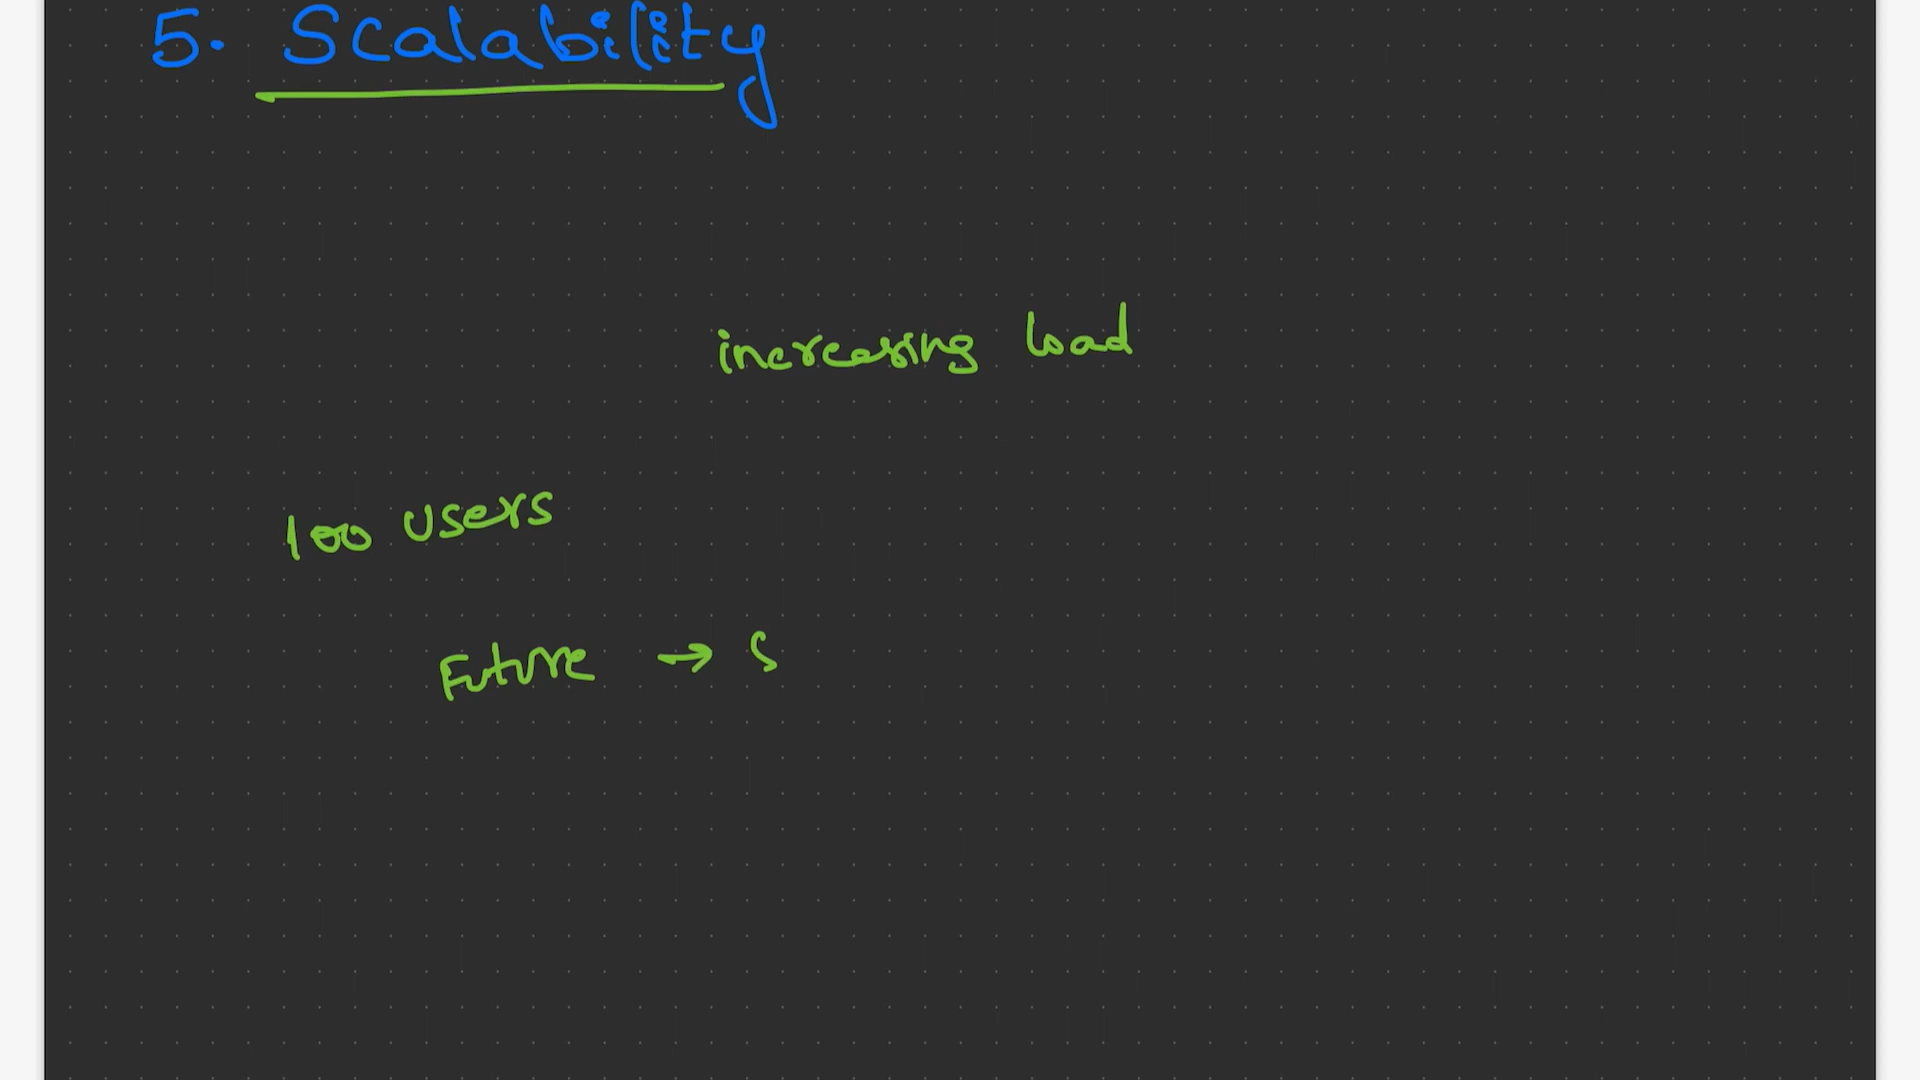 5. Scalability
increasing load
100 users
Future → S